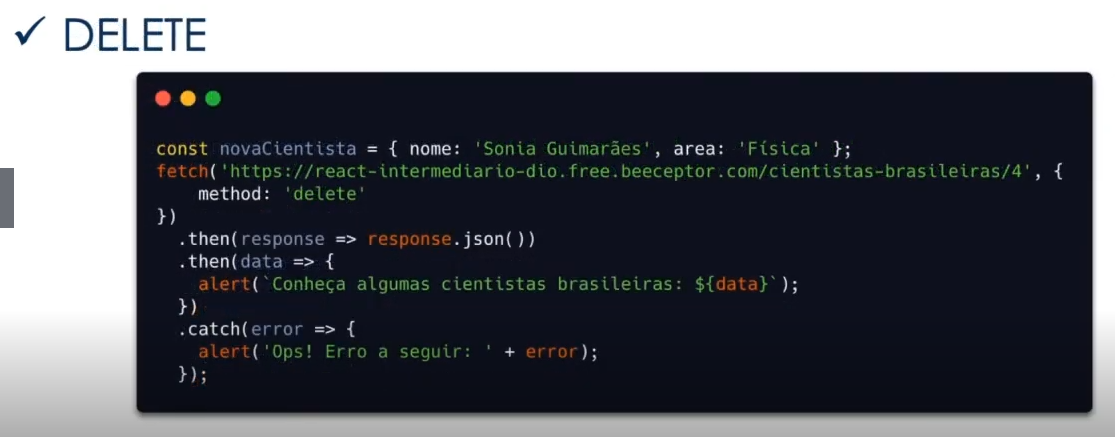 ✓ DELETE
const novaCientista = { nome: 'Sonia Guimarães', area: 'Física' };
fetch('https://react-intermediario-dio.free.beeceptor.com/cientistas-brasileiras/4', {
    method: 'delete'
})
  .then(response => response.json())
  .then(data => {
    alert(`Conheça algumas cientistas brasileiras: ${data}`);
  })
  .catch(error => {
    alert('Ops! Erro a seguir: ' + error);
  });